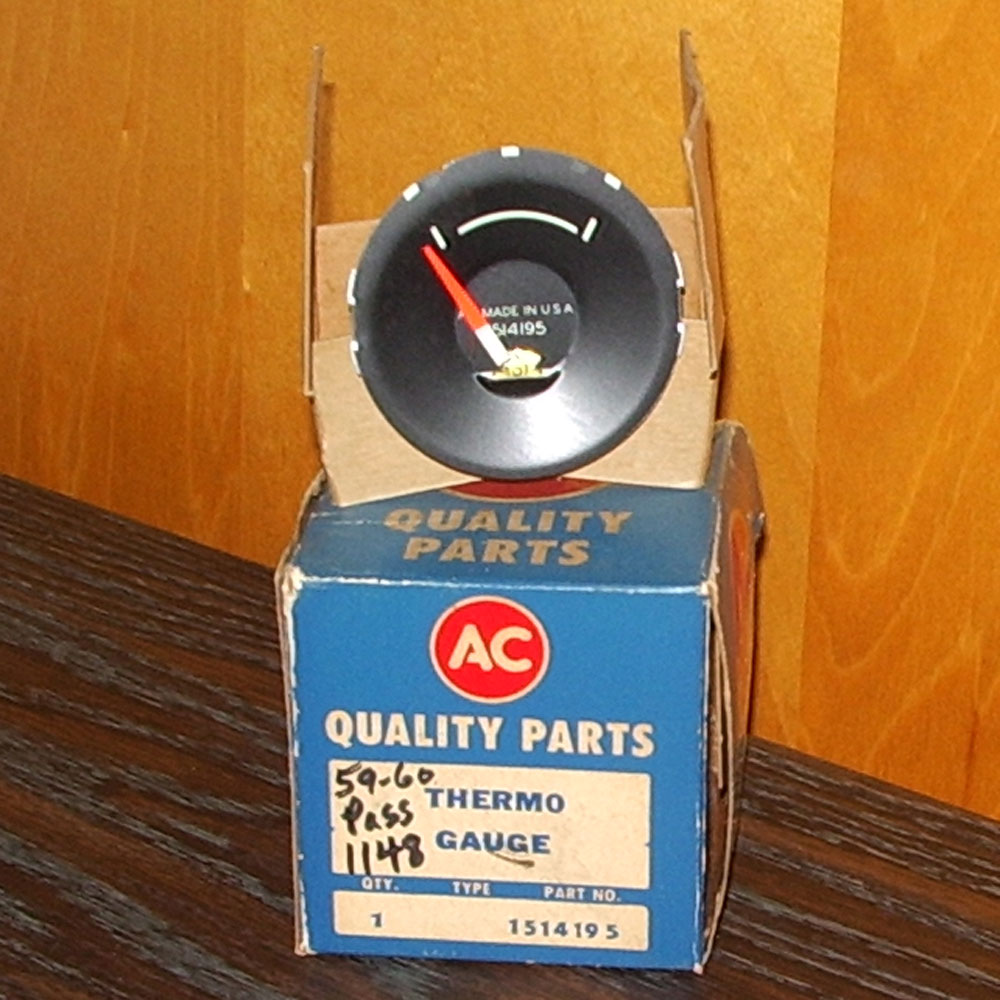 MADE IN U S A
1514195
QUALITY
PARTS
AC
QUALITY PARTS
59-60
Pass
1148
THERMO
GAUGE
QTY. TYPE PART NO.
1 1514195